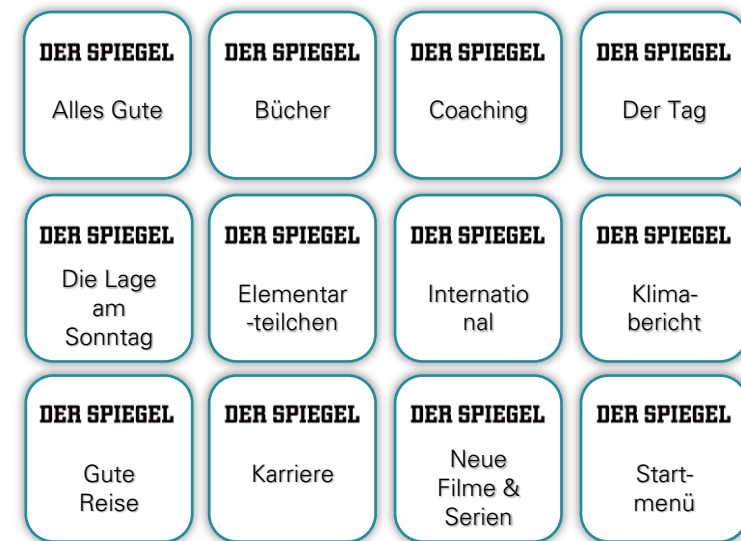 DER SPIEGEL
Alles Gute
DER SPIEGEL
Bücher
DER SPIEGEL
Coaching
DER SPIEGEL
Der Tag
DER SPIEGEL
Die Lage
am
Sonntag
DER SPIEGEL
Elementar
-teilchen
DER SPIEGEL
Internatio
nal
DER SPIEGEL
Klima-
bericht
DER SPIEGEL
Gute
Reise
DER SPIEGEL
Karriere
DER SPIEGEL
Neue
Filme &
Serien
DER SPIEGEL
Start-
menü